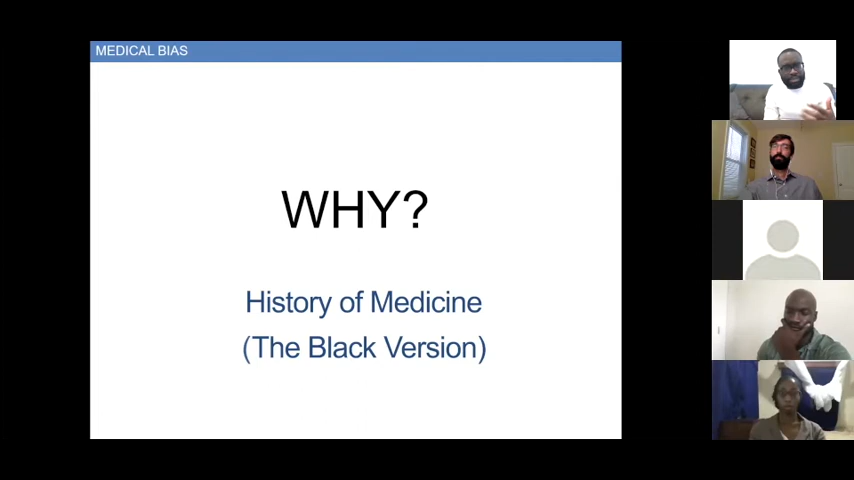 MEDICAL BIAS
WHY?
History of Medicine
(The Black Version)